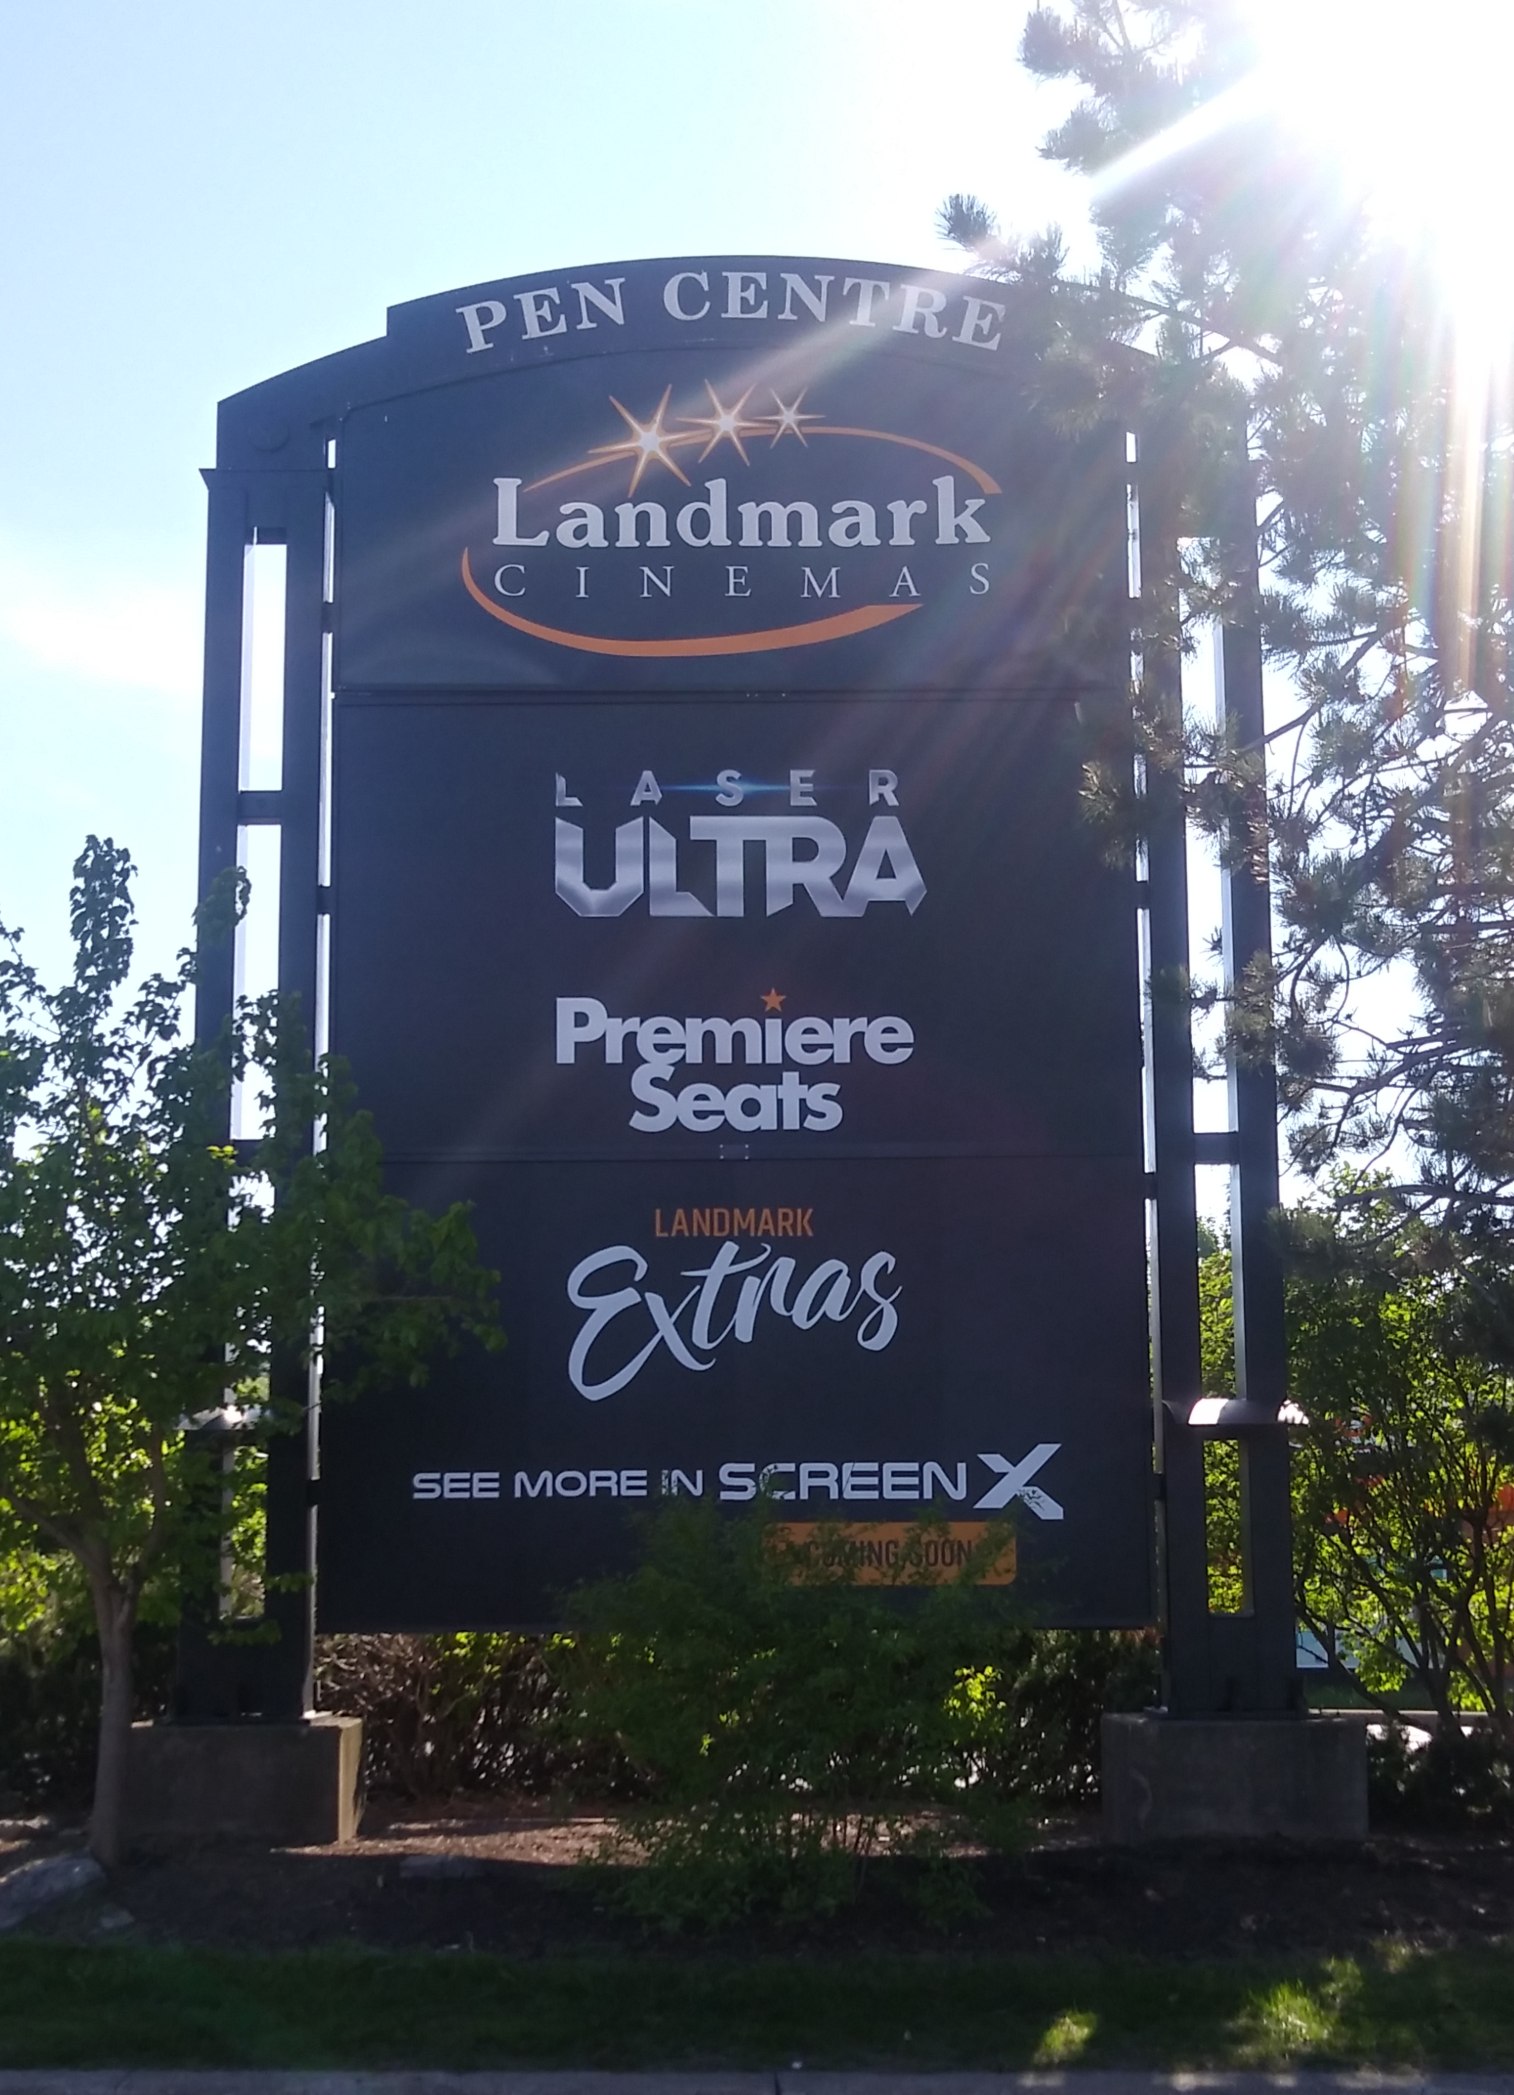 PEN CENTRE
Landmark
CINEMAS
LASER
ULTRA
Premiere
Seats
LANDMARK
Extras
SEE MORE IN SCREENX
COMING SOON